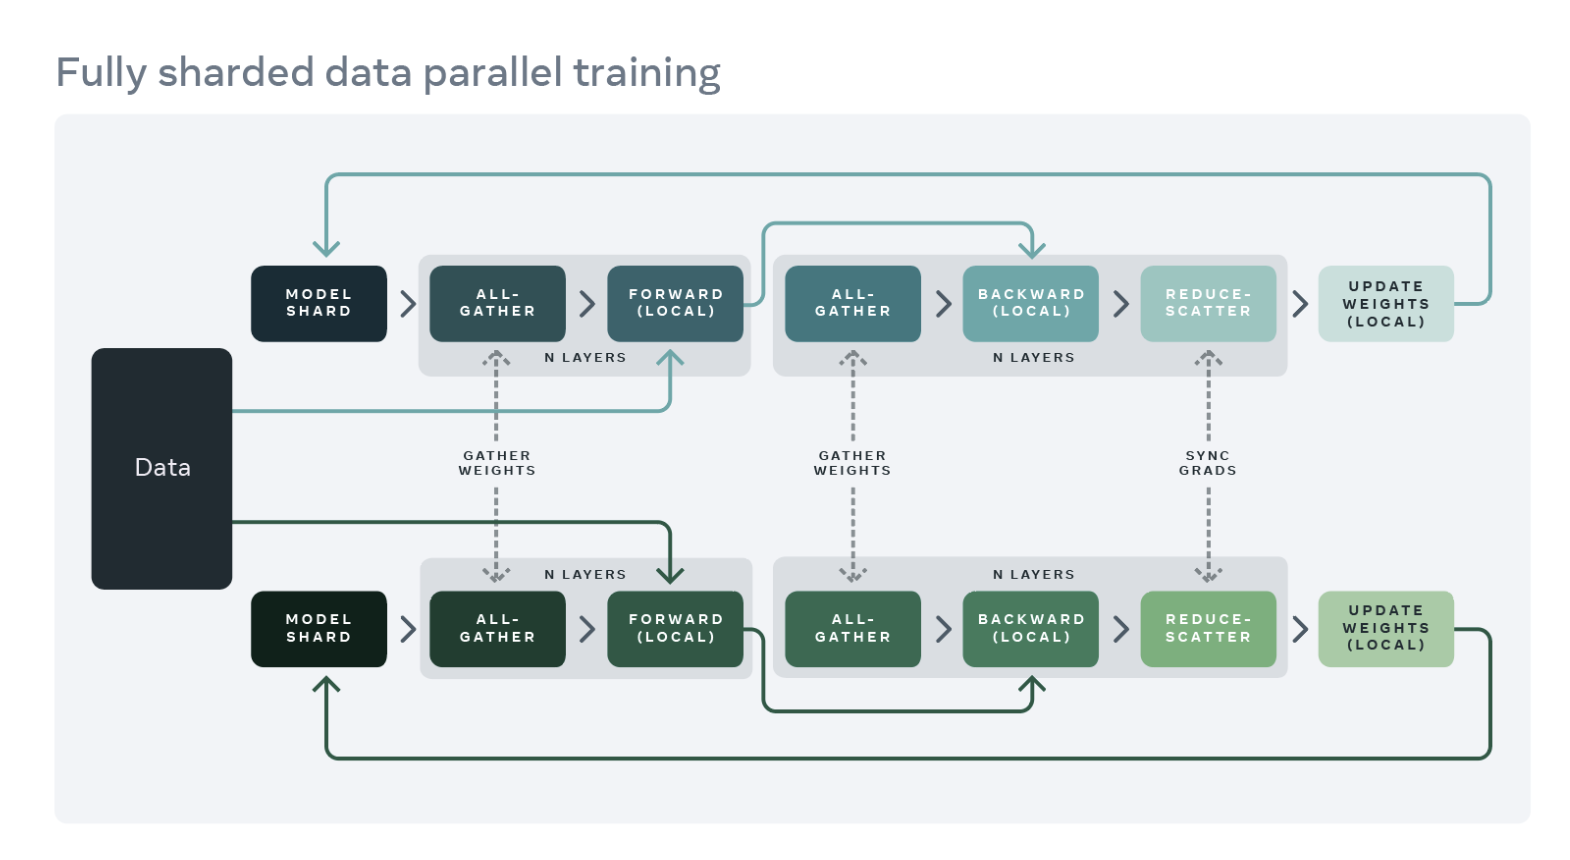 Fully sharded data parallel training
MODEL
SHARD
ALL-
GATHER
FORWARD
(LOCAL)
N LAYERS
ALL-
GATHER
BACKWARD
(LOCAL)
REDUCE-
SCATTER
N LAYERS
UPDATE
WEIGHTS
(LOCAL)
Data
GATHER
WEIGHTS
GATHER
WEIGHTS
SYNC
GRADS
MODEL
SHARD
N LAYERS
ALL-
GATHER
FORWARD
(LOCAL)
N LAYERS
ALL-
GATHER
BACKWARD
(LOCAL)
REDUCE-
SCATTER
UPDATE
WEIGHTS
(LOCAL)